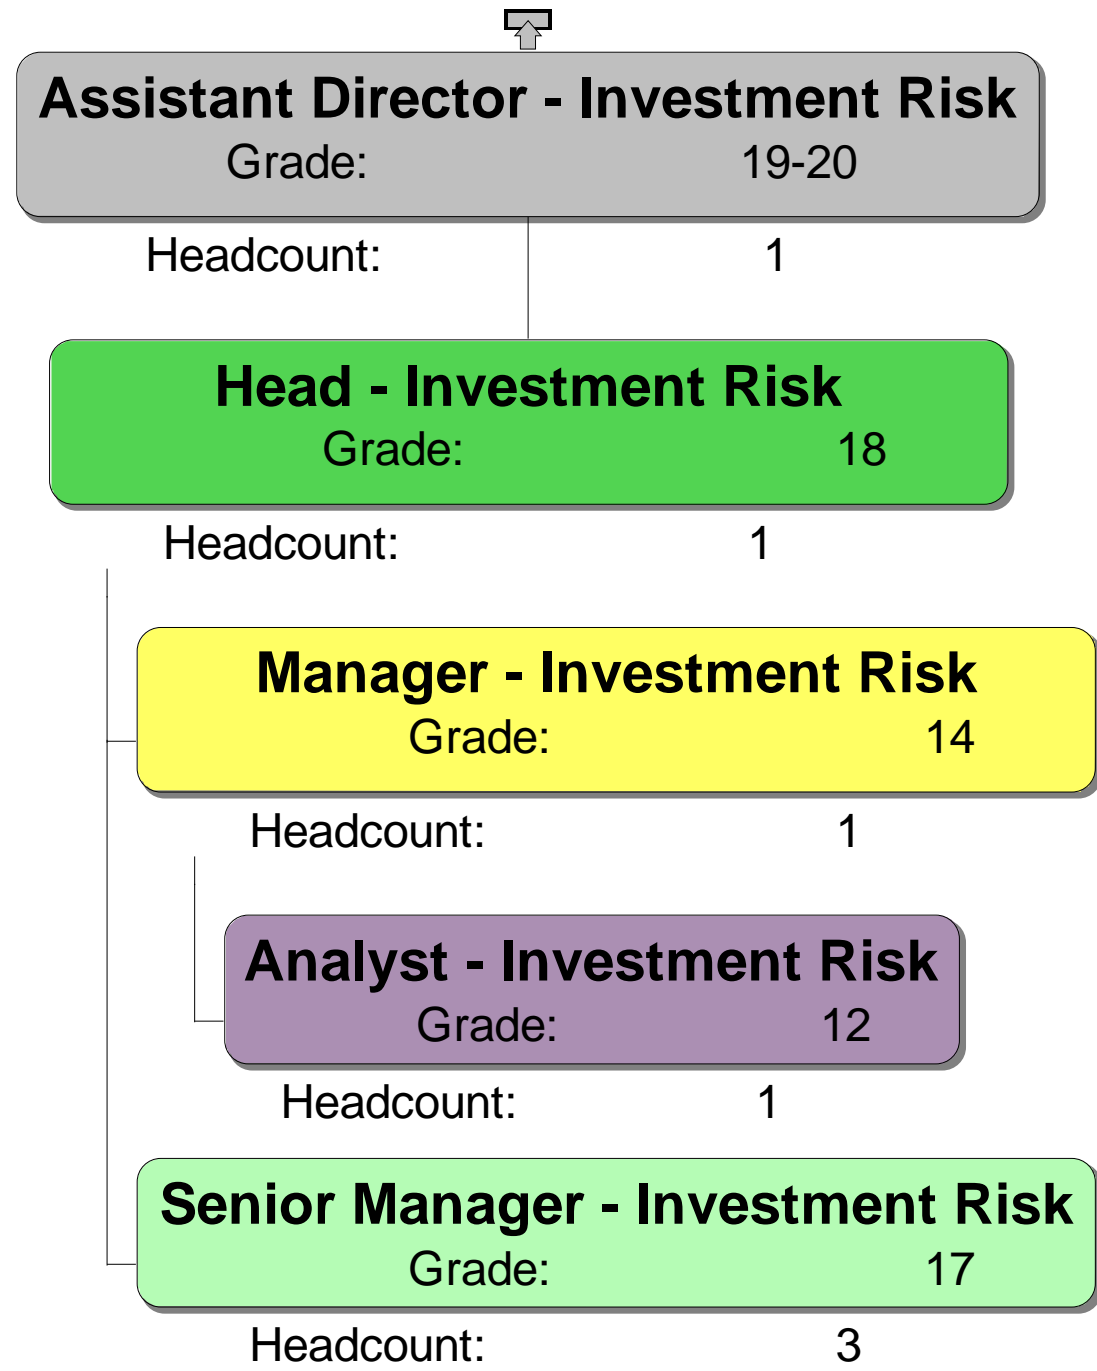 Assistant Director - Investment Risk
Grade: 19-20
Headcount: 1
Head - Investment Risk
Grade: 18
Headcount: 1
Manager - Investment Risk
Grade: 14
Headcount: 1
Analyst - Investment Risk
Grade: 12
Headcount: 1
Senior Manager - Investment Risk
Grade: 17
Headcount: 3